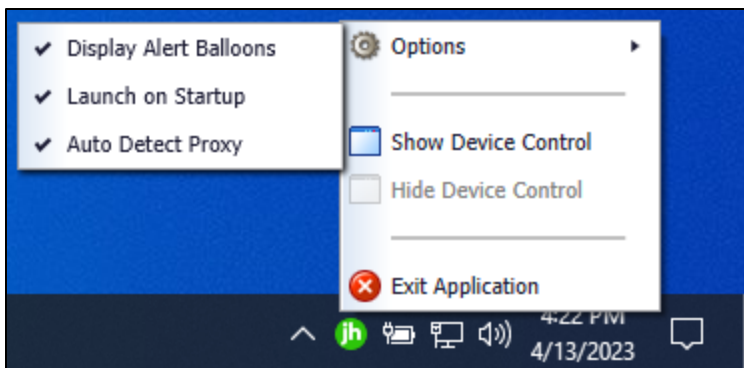 Display Alert Balloons
Launch on Startup
Auto Detect Proxy
Options
Show Device Control
Hide Device Control
Exit Application
jh
4:22 PM
4/13/2023